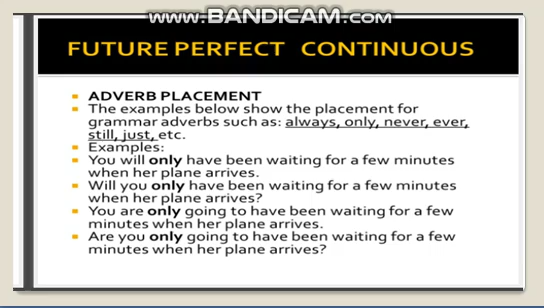 www.BANDICAM.com
FUTURE PERFECT CONTINUOUS
ADVERB PLACEMENT
The examples below show the placement for
grammar adverbs such as: always, only, never, ever,
still, just, etc.
Examples:
You will only have been waiting for a few minutes
when her plane arrives.
Will you only have been waiting for a few minutes
when her plane arrives?
You are only going to have been waiting for a few
minutes when her plane arrives.
Are you only going to have been waiting for a few
minutes when her plane arrives?